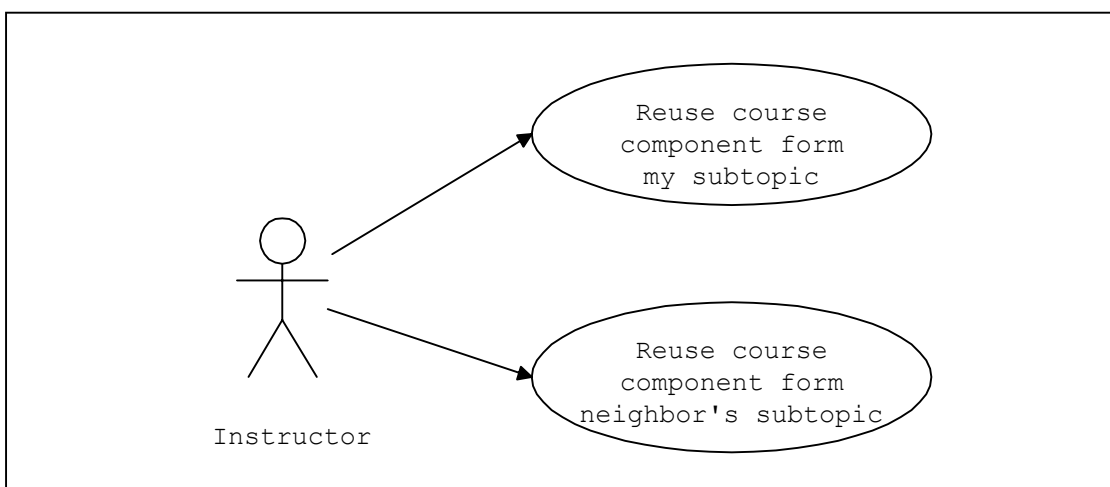 Reuse course
component form
my subtopic
Reuse course
component form
neighbor's subtopic
Instructor